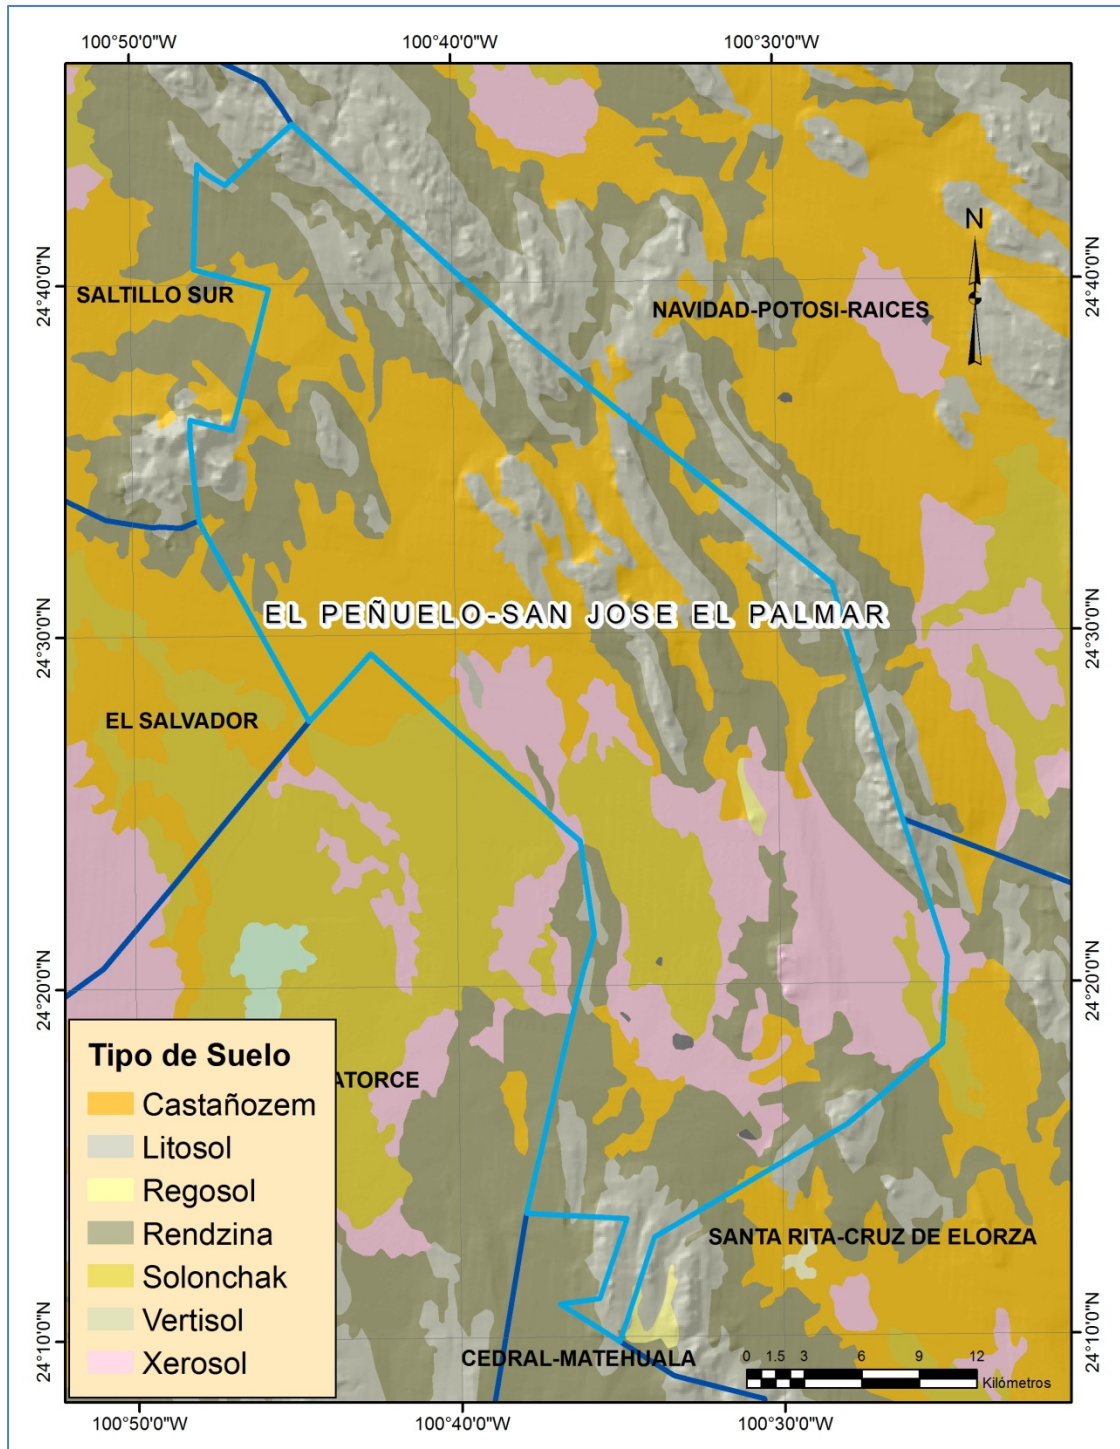 100°50'0"W
100°40'0"W
100°30'0"W
N
24°40'0"N
24°40'0"N
SALTILLO SUR
NAVIDAD-POTOSI-RAICES
EL PEÑUELO-SAN JOSE EL PALMAR
24°30'0"N
24°30'0"N
EL SALVADOR
24°20'0"N
24°20'0"N
Tipo de Suelo
Castañozem
Litosol
Regosol
Rendzina
Solonchak
Vertisol
Xerosol
ATORCE
SANTA RITA-CRUZ DE ELORZA
24°10'0"N
24°10'0"N
CEDRAL-MATEHUALA
0 1.5 3 6 9 12
Kilómetros
100°50'0"W
100°40'0"W
100°30'0"W